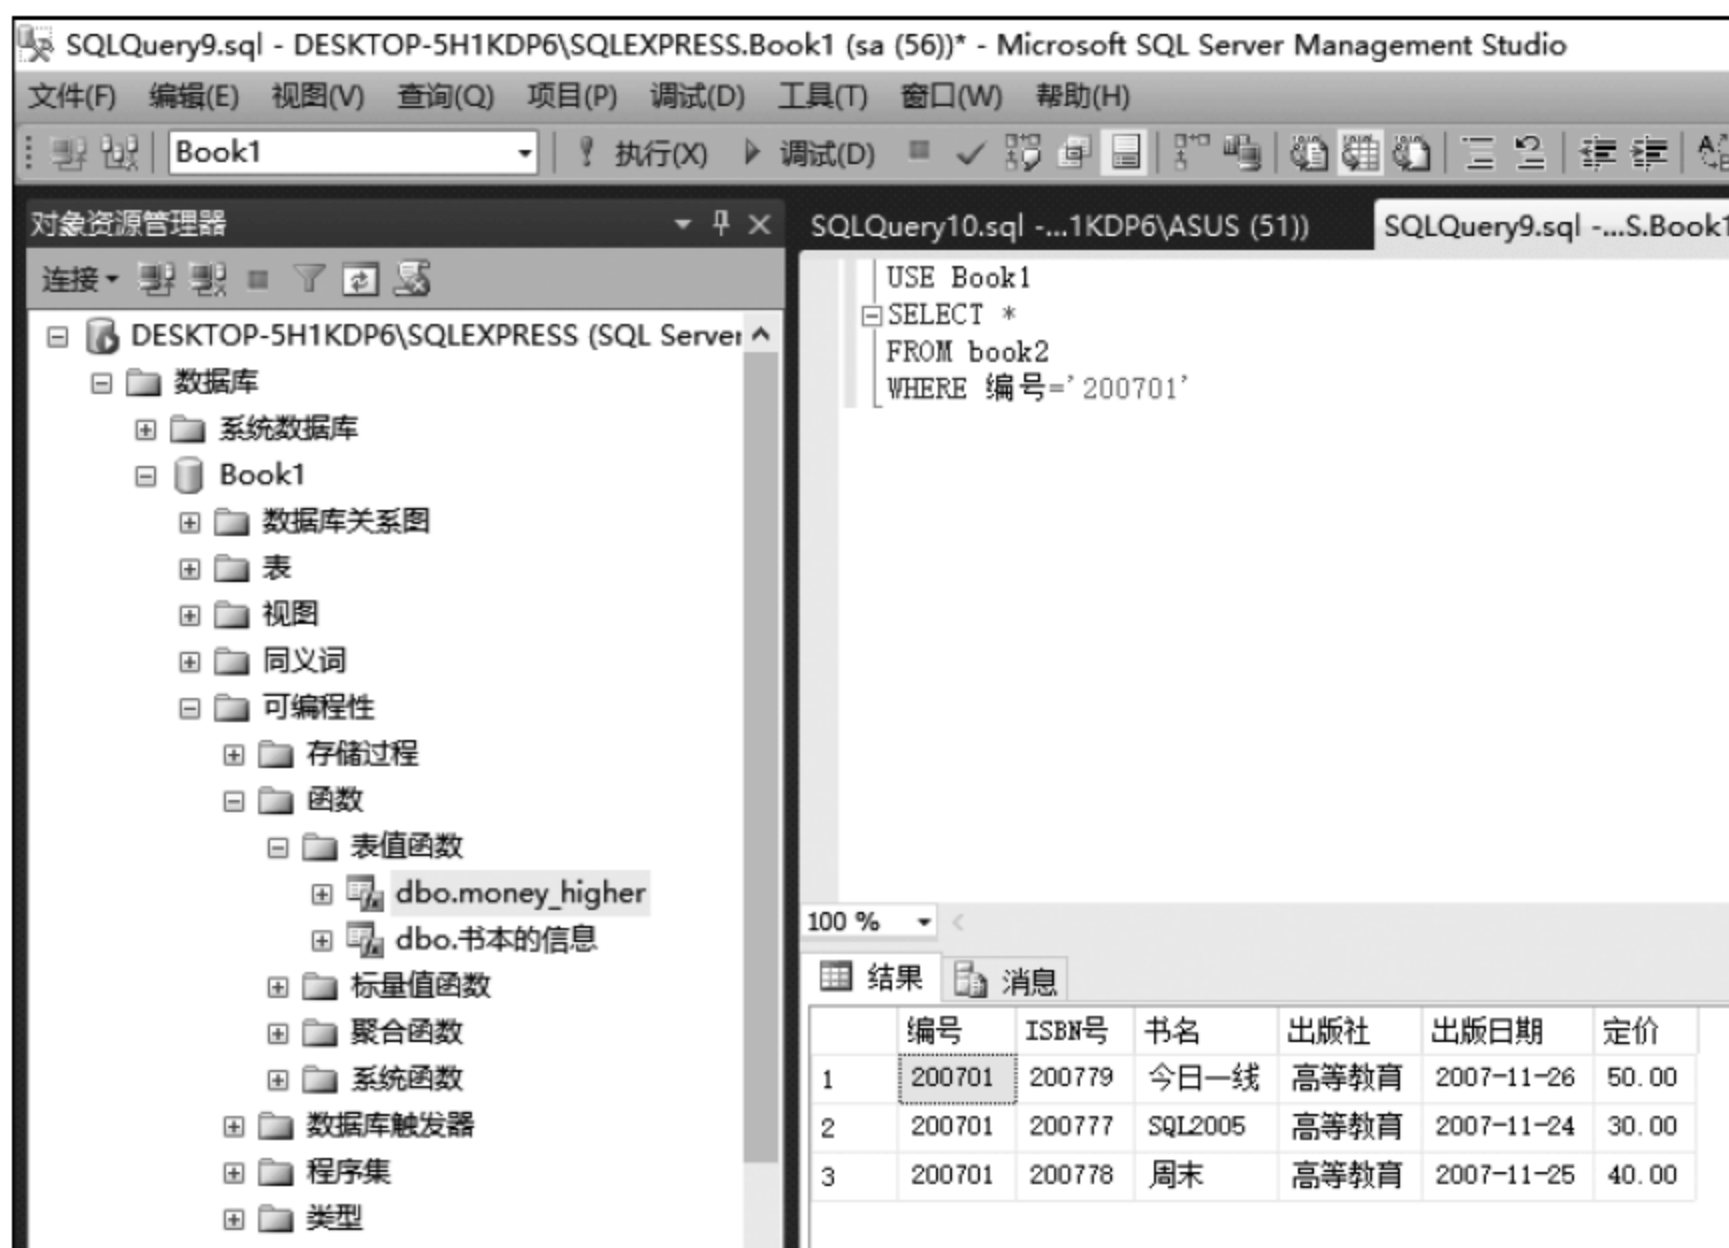 SQLQuery9.sql - DESKTOP-5H1KDP6\SQLEXPRESS.Book1 (sa (56))* - Microsoft SQL Server Management Studio
文件(F) 编辑(E) 视图(V) 查询(Q) 项目(P) 调试(D) 工具(T) 窗口(W) 帮助(H)
Book1 执行(X) 调试(D)
对象资源管理器
连接
DESKTOP-5H1KDP6\SQLEXPRESS (SQL Server
数据库
系统数据库
Book1
数据库关系图
表
视图
同义词
可编程性
存储过程
函数
表值函数
dbo.money_higher
dbo.书本的信息
标量值函数
聚合函数
系统函数
数据库触发器
程序集
类型
SQLQuery10.sql -...1KDP6\ASUS (51)) SQLQuery9.sql -...S.Book1
USE Book1
SELECT *
FROM book2
WHERE 编号='200701'
100 %
结果 消息
编号 ISBN号 书名 出版社 出版日期 定价
1 200701 200779 今日一线 高等教育 2007-11-26 50.00
2 200701 200777 SQL2005 高等教育 2007-11-24 30.00
3 200701 200778 周末 高等教育 2007-11-25 40.00